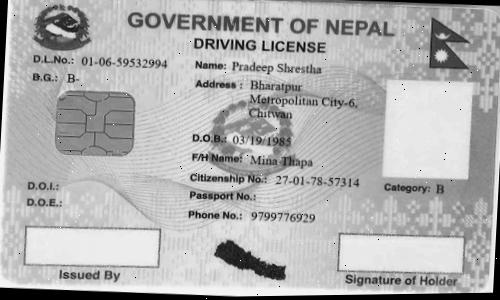 GOVERNMENT OF NEPAL
DRIVING LICENSE
D.L.No.: 01-06-59532994
B.G.: B-
Name: Pradeep Shrestha
Address : Bharatpur
Metropolitan City-6,
Chitwan
D.O.B.: 03/19/1985
F/H Name: Mina Thapa
Citizenship No.: 27-01-78-57314
Passport No.:
Phone No.: 9799776929
D.O.I.:
D.O.E.:
Category: B
Issued By
Signature of Holder